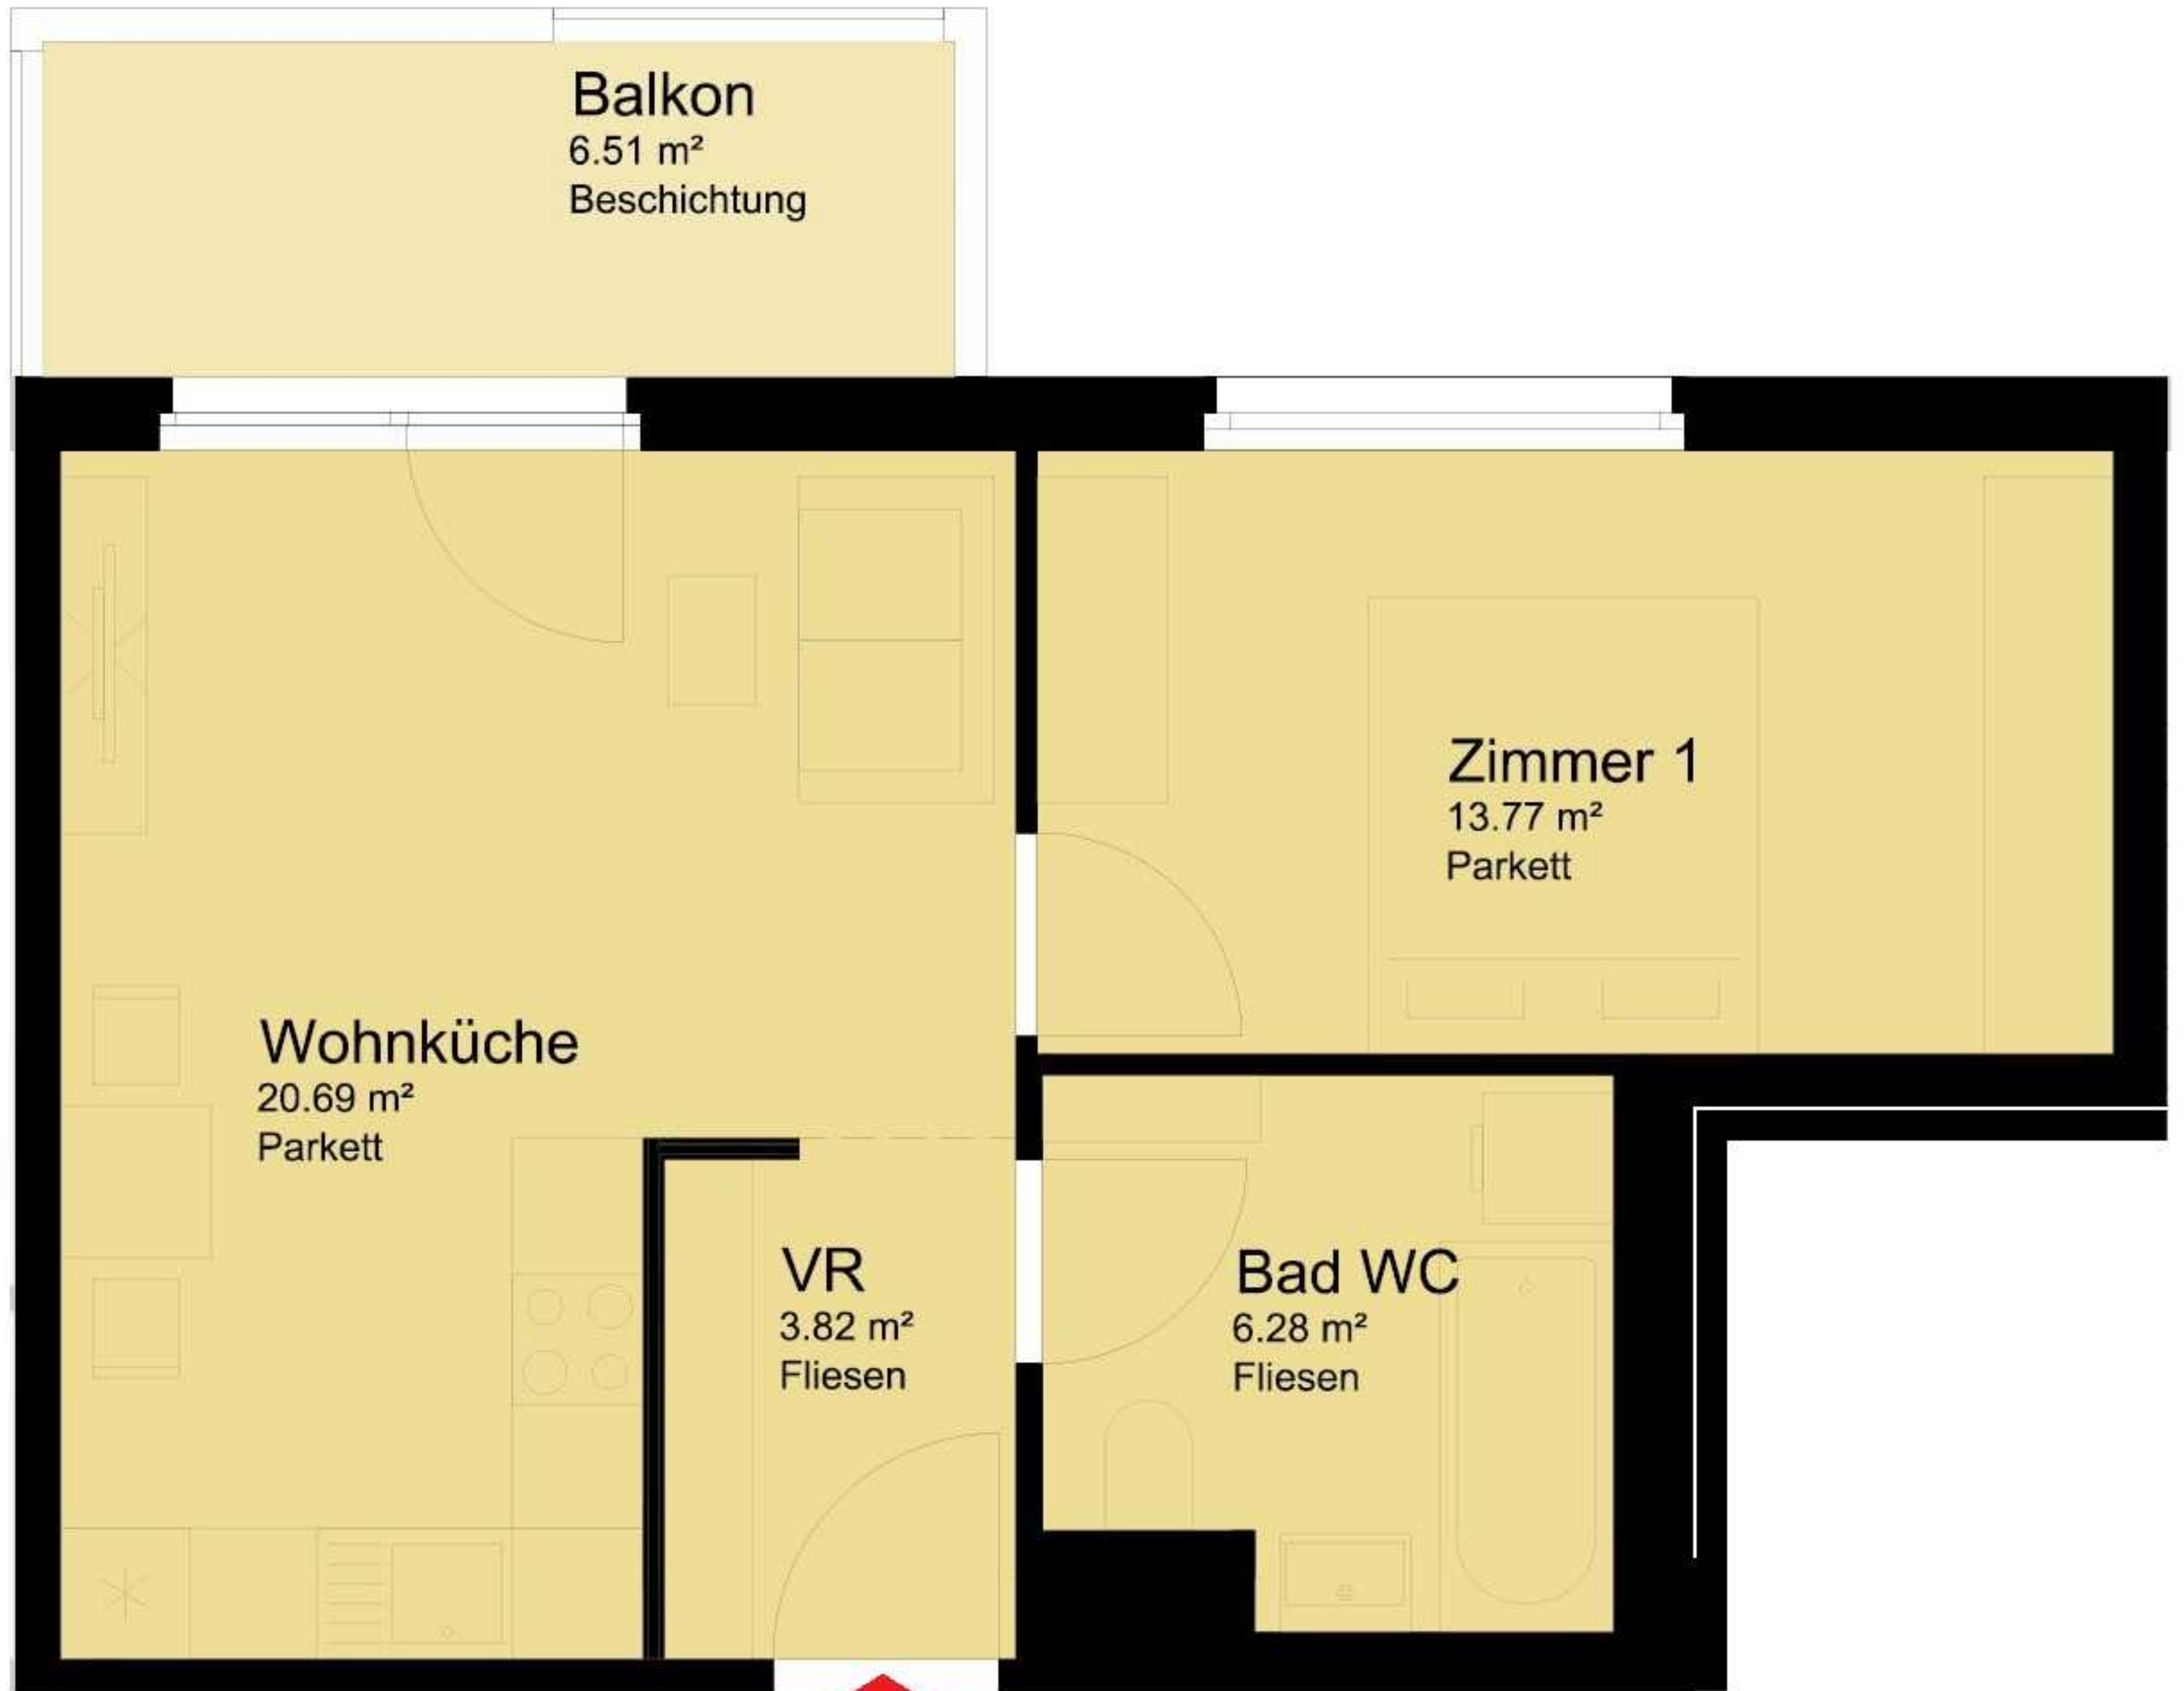 Balkon
6.51 m²
Beschichtung
Zimmer 1
13.77 m²
Parkett
Wohnküche
20.69 m²
Parkett
VR
3.82 m²
Fliesen
Bad WC
6.28 m²
Fliesen